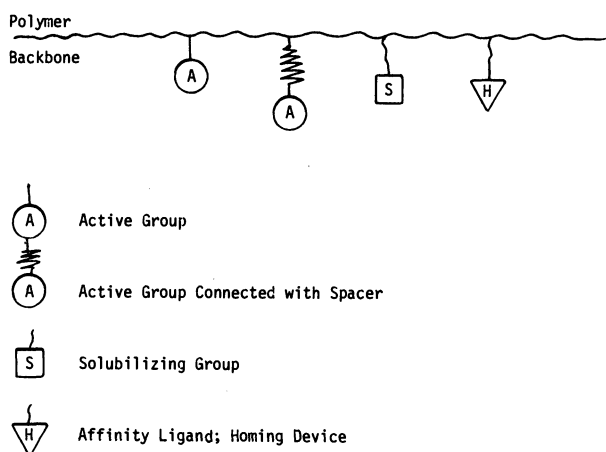 Polymer
Backbone
A
A
S
H
A Active Group
A Active Group Connected with Spacer
S Solubilizing Group
H Affinity Ligand; Homing Device